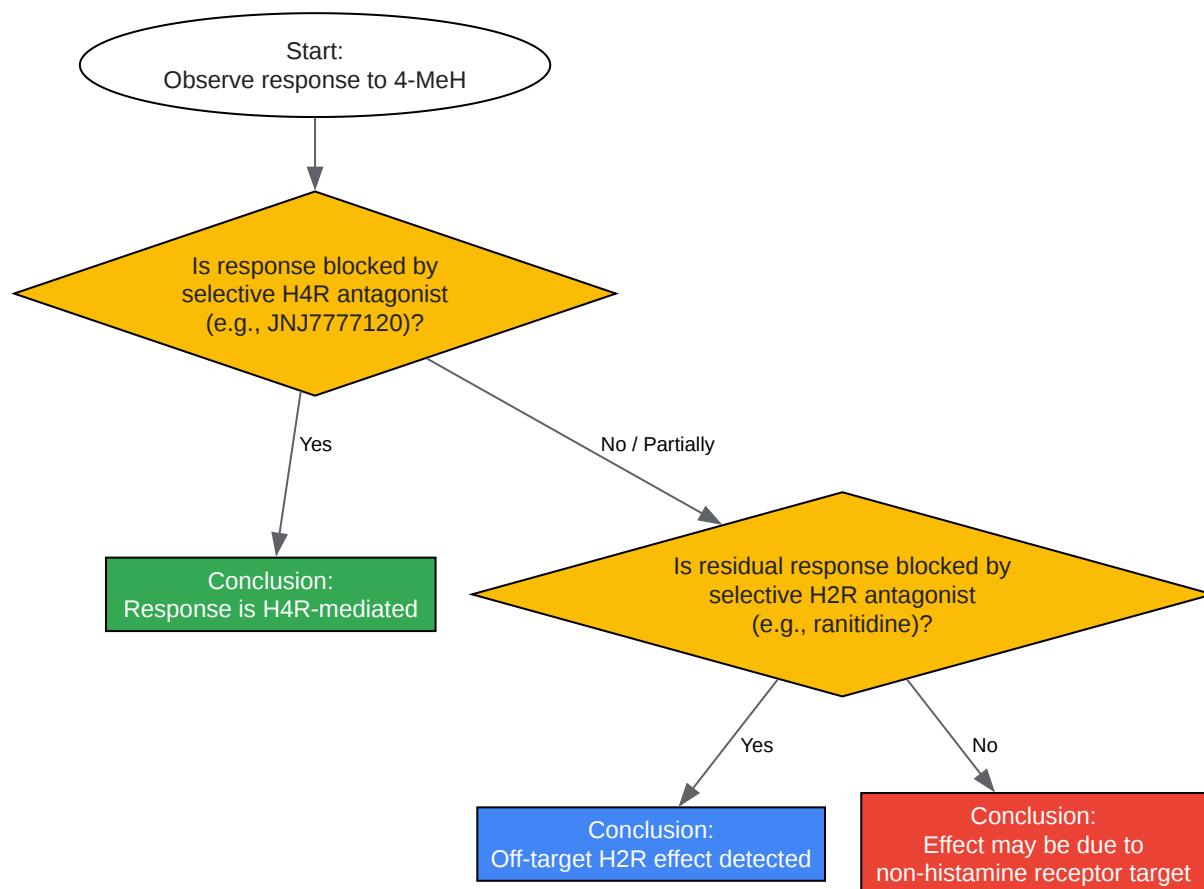 Start:
Observe response to 4-MeH
Is response blocked by
selective H4R antagonist
(e.g., JNJ7777120)?
Yes
No / Partially
Conclusion:
Response is H4R-mediated
Is residual response blocked by
selective H2R antagonist
(e.g., ranitidine)?
Yes
No
Conclusion:
Off-target H2R effect detected
Conclusion:
Effect may be due to
non-histamine receptor target